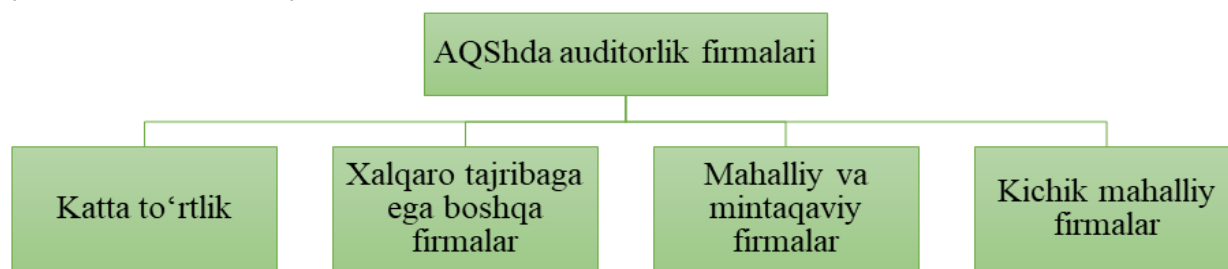 AQShda auditorlik firmalari
Katta to‘rtlik
Xalqaro tajribaga
ega boshqa
firmalar
Mahalliy va
mintaqaviy
firmalar
Kichik mahalliy
firmalar